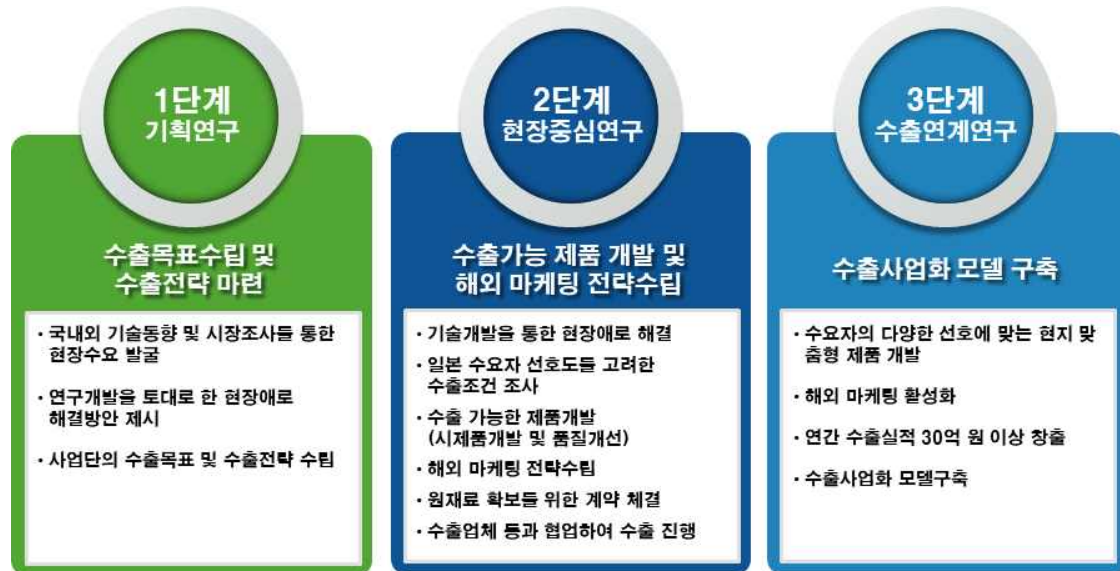 1단계
기획연구
수출목표수립 및
수출전략 마련
· 국내외 기술동향 및 시장조사들 통한
현장수요 발굴
· 연구개발을 토대로 한 현장애로
해결방안 제시
· 사업단의 수출목표 및 수출전략 수립
2단계
현장중심연구
수출가능 제품 개발 및
해외 마케팅 전략수립
· 기술개발을 통한 현장애로 해결
· 일본 수요자 선호도들 고려한
수출조건 조사
· 수출 가능한 제품개발
(시제품개발 및 품질개선)
· 해외 마케팅 전략수립
· 원재료 확보들 위한 계약 체결
· 수출업체 등과 협업하여 수출 진행
3단계
수출연계연구
수출사업화 모델 구축
· 수요자의 다양한 선호에 맞는 현지 맞
춤형 제품 개발
· 해외 마케팅 활성화
· 연간 수출실적 30억 원 이상 창출
· 수출사업화 모델구축